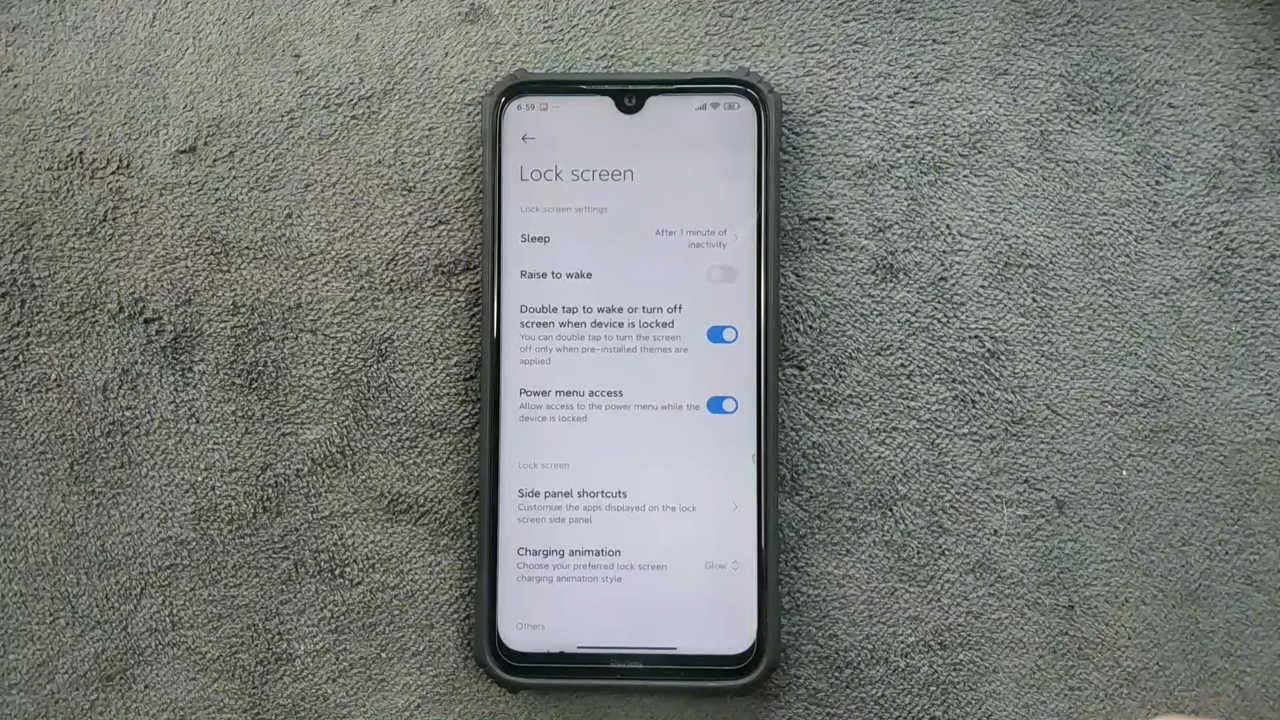 6:59
Lock screen
Lock screen settings
Sleep
After 1 minute of
inactivity
Raise to wake
Double tap to wake or turn off
screen when device is locked
You can double tap to turn the screen
off only when pre-installed themes are
applied
Power menu access
Allow access to the power menu while the
device is locked
Lock screen
Side panel shortcuts
Customize the apps displayed on the lock
screen side panel
Charging animation
Choose your preferred lock screen
charging animation style
Glow
Others